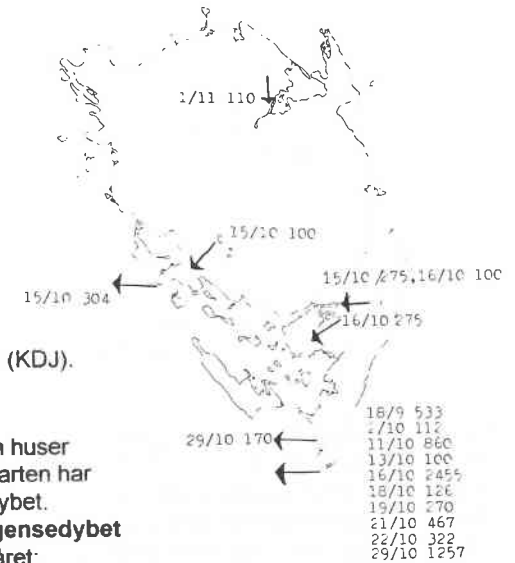 1/11 110
15/10 100
15/10 275,16/10 100
15/10 304
16/10 275
(KDJ).
huser
29/10 170
arten har
ybet.
gensedybet
året:
18/9 533
2/10 112
11/10 860
13/10 100
16/10 2455
18/10 126
19/10 270
21/10 467
22/10 322
29/10 1257